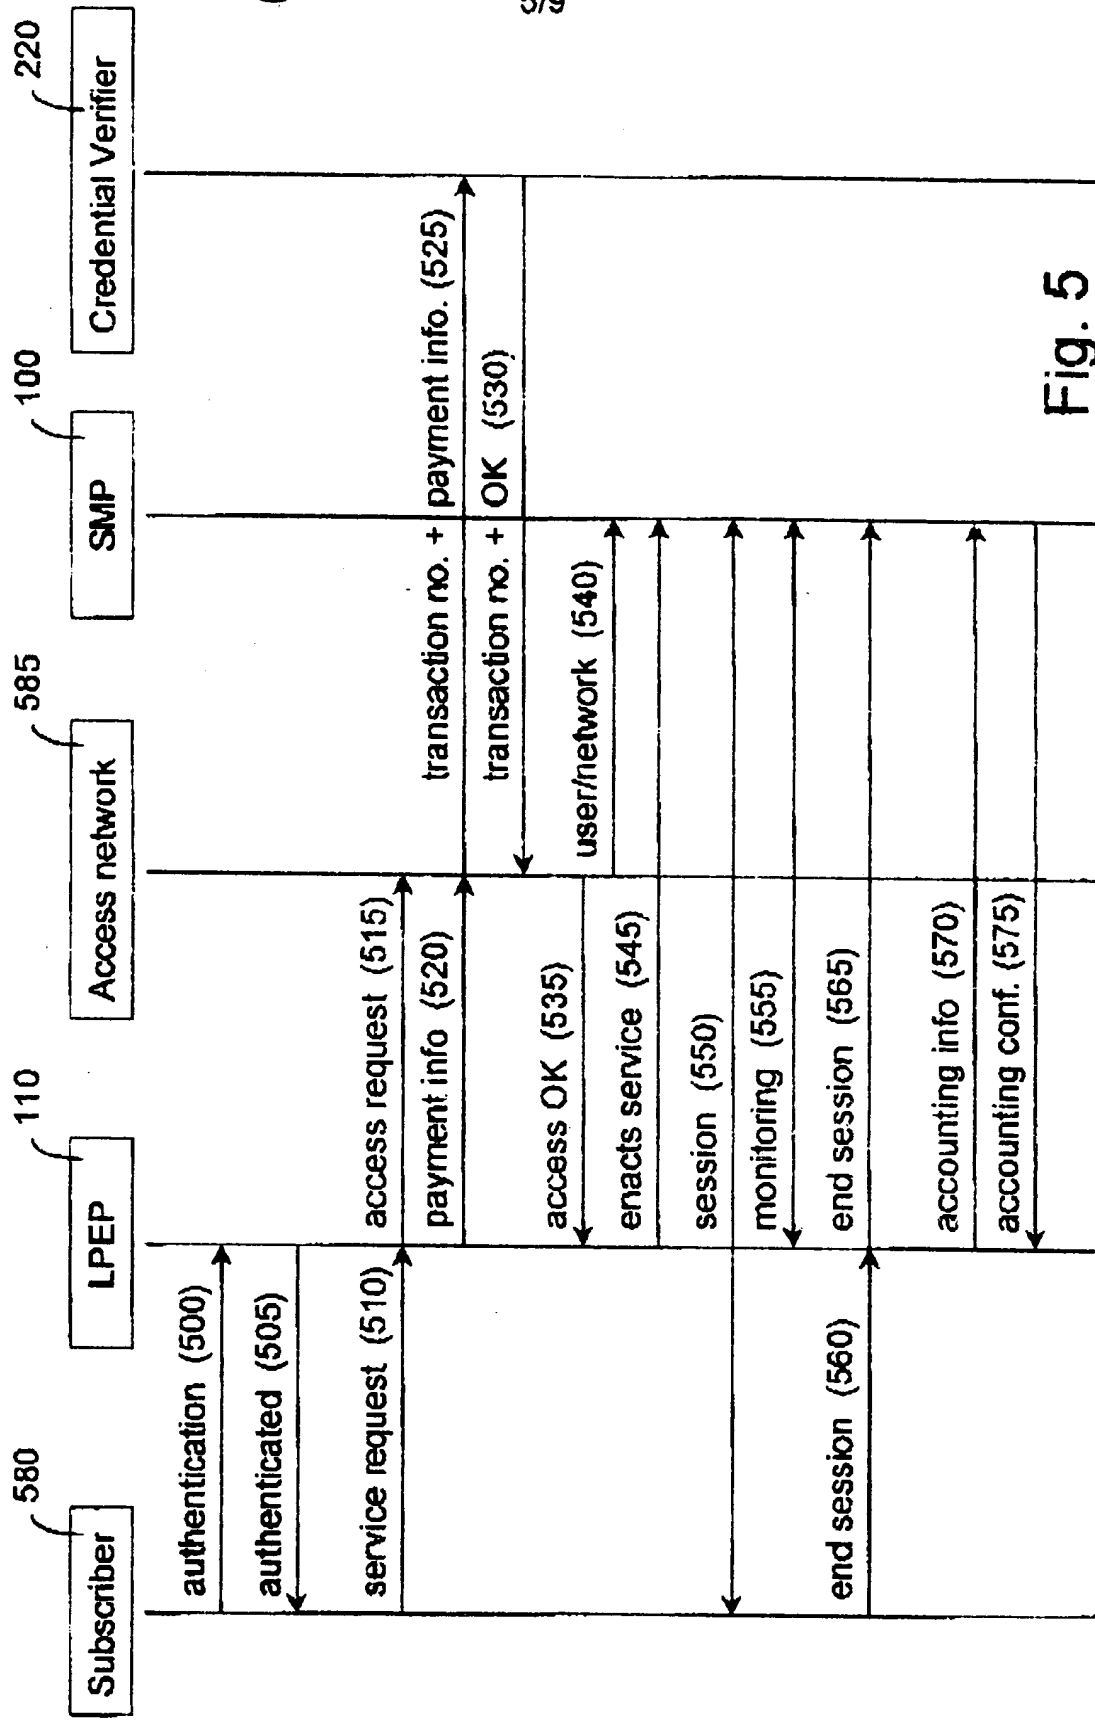 5/9
580
110
585
100
220
Subscriber
LPEP
Access network
SMP
Credential Verifier
authentication (500)
authenticated (505)
service request (510)
access request (515)
payment info (520)
transaction no. + payment info. (525)
transaction no. + OK (530)
access OK (535)
user/network (540)
enacts service (545)
session (550)
monitoring (555)
end session (560)
end session (565)
accounting info (570)
accounting conf. (575)
Fig. 5